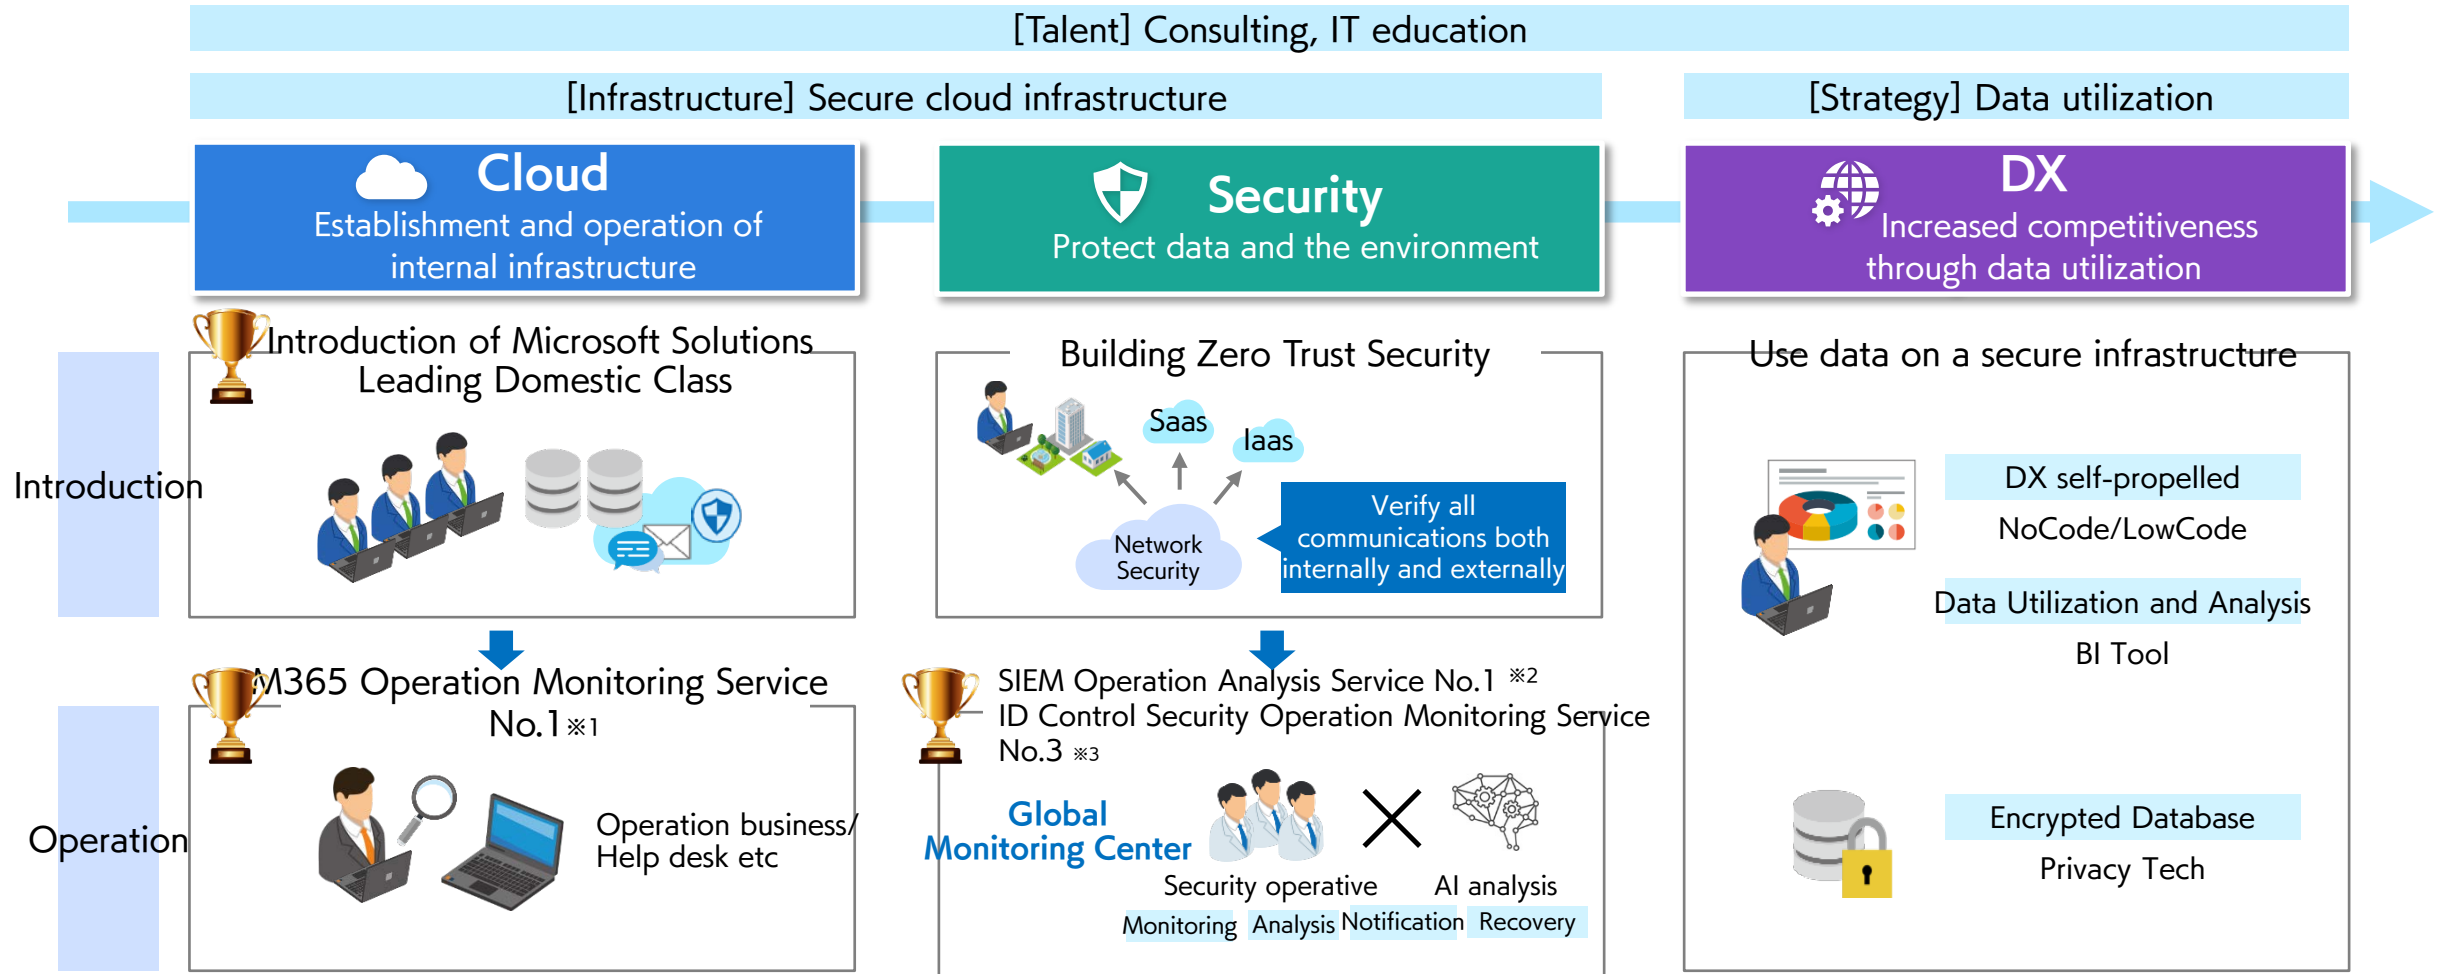 [Talent] Consulting, IT education
[Infrastructure] Secure cloud infrastructure
[Strategy] Data utilization
Cloud
Establishment and operation of
internal infrastructure
Security
Protect data and the environment
DX
Increased competitiveness
through data utilization
Introduction
Introduction of Microsoft Solutions
Leading Domestic Class
Building Zero Trust Security
Saas
Iaas
Network
Security
Verify all
communications both
internally and externally
Use data on a secure infrastructure
DX self-propelled
NoCode/LowCode
Data Utilization and Analysis
BI Tool
Operation
M365 Operation Monitoring Service
No.1※1
Operation business/
Help desk etc
SIEM Operation Analysis Service No.1 ※2
ID Control Security Operation Monitoring Service
No.3 ※3
Global
Monitoring Center
Security operative
AI analysis
Monitoring
Analysis
Notification
Recovery
Encrypted Database
Privacy Tech